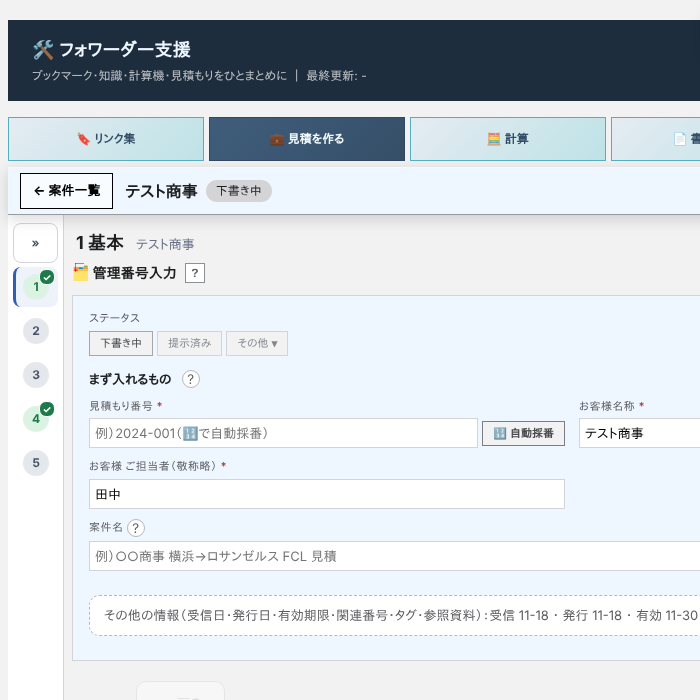 🛠️ フォワーダー支援
ブックマーク・知識・計算機・見積もりをひとまとめに ｜ 最終更新: -
🔖 リンク集
💼 見積を作る
🧮 計算
📄 書
← 案件一覧 テスト商事 下書き中
»
1 基本 テスト商事
🗂️ 管理番号入力 ?
1
2
3
4
5
ステータス
下書き中 提示済み その他 ▾
まず入れるもの ?
見積もり番号 *
例）2024-001（🔢で自動採番）
🔢 自動採番
お客様名称 *
テスト商事
お客様 ご担当者（敬称略） *
田中
案件名 ?
例）〇〇商事 横浜→ロサンゼルス FCL 見積
その他の情報（受信日・発行日・有効期限・関連番号・タグ・参照資料）：受信 11-18 · 発行 11-18 · 有効 11-30